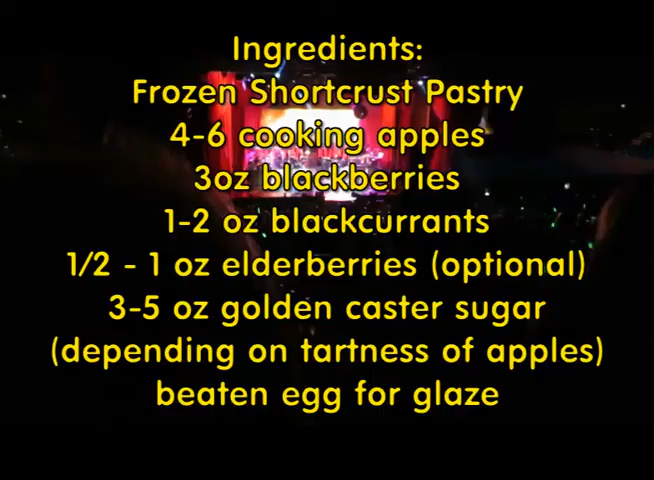 Ingredients:
Frozen Shortcrust Pastry
4-6 cooking apples
3oz blackberries
1-2 oz blackcurrants
1/2 - 1 oz elderberries (optional)
3-5 oz golden caster sugar
(depending on tartness of apples)
beaten egg for glaze